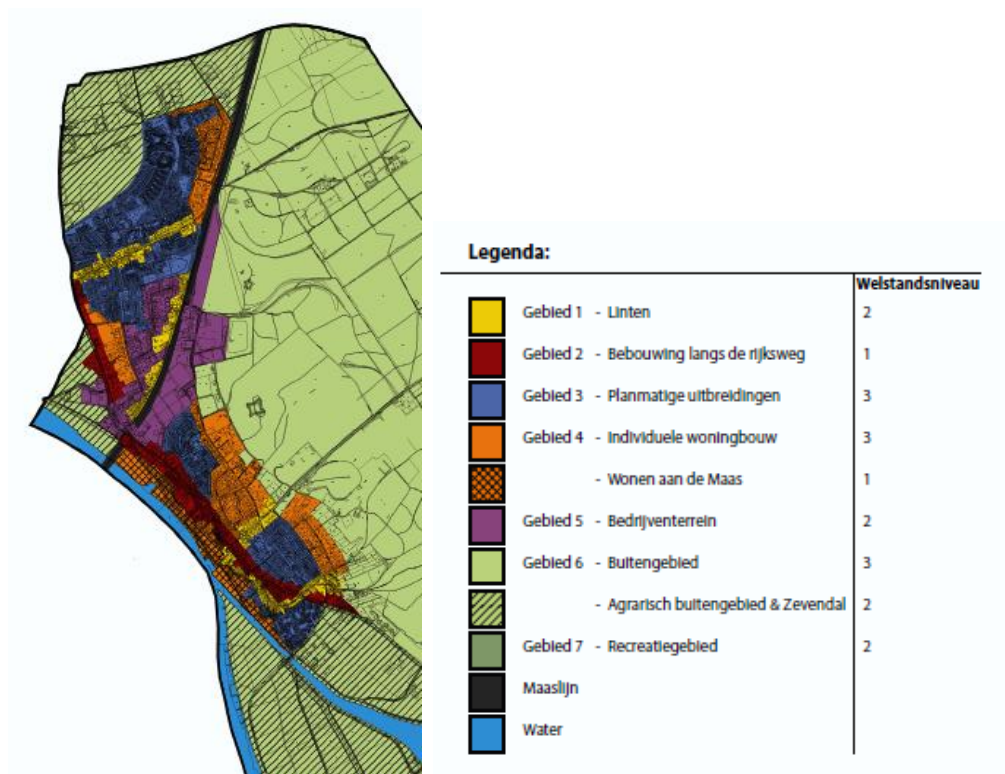 Legenda:
Welstandsniveau
Gebied 1 - Linten 2
Gebied 2 - Bebouwing langs de rijksweg 1
Gebied 3 - Planmatige uitbreidingen 3
Gebied 4 - Individuele woningbouw 3
- Wonen aan de Maas 1
Gebied 5 - Bedrijventerrein 2
Gebied 6 - Buitengebied 3
- Agrarisch buitengebied & Zevendal 2
Gebied 7 - Recreatiegebied 2
Maaslijn
Water